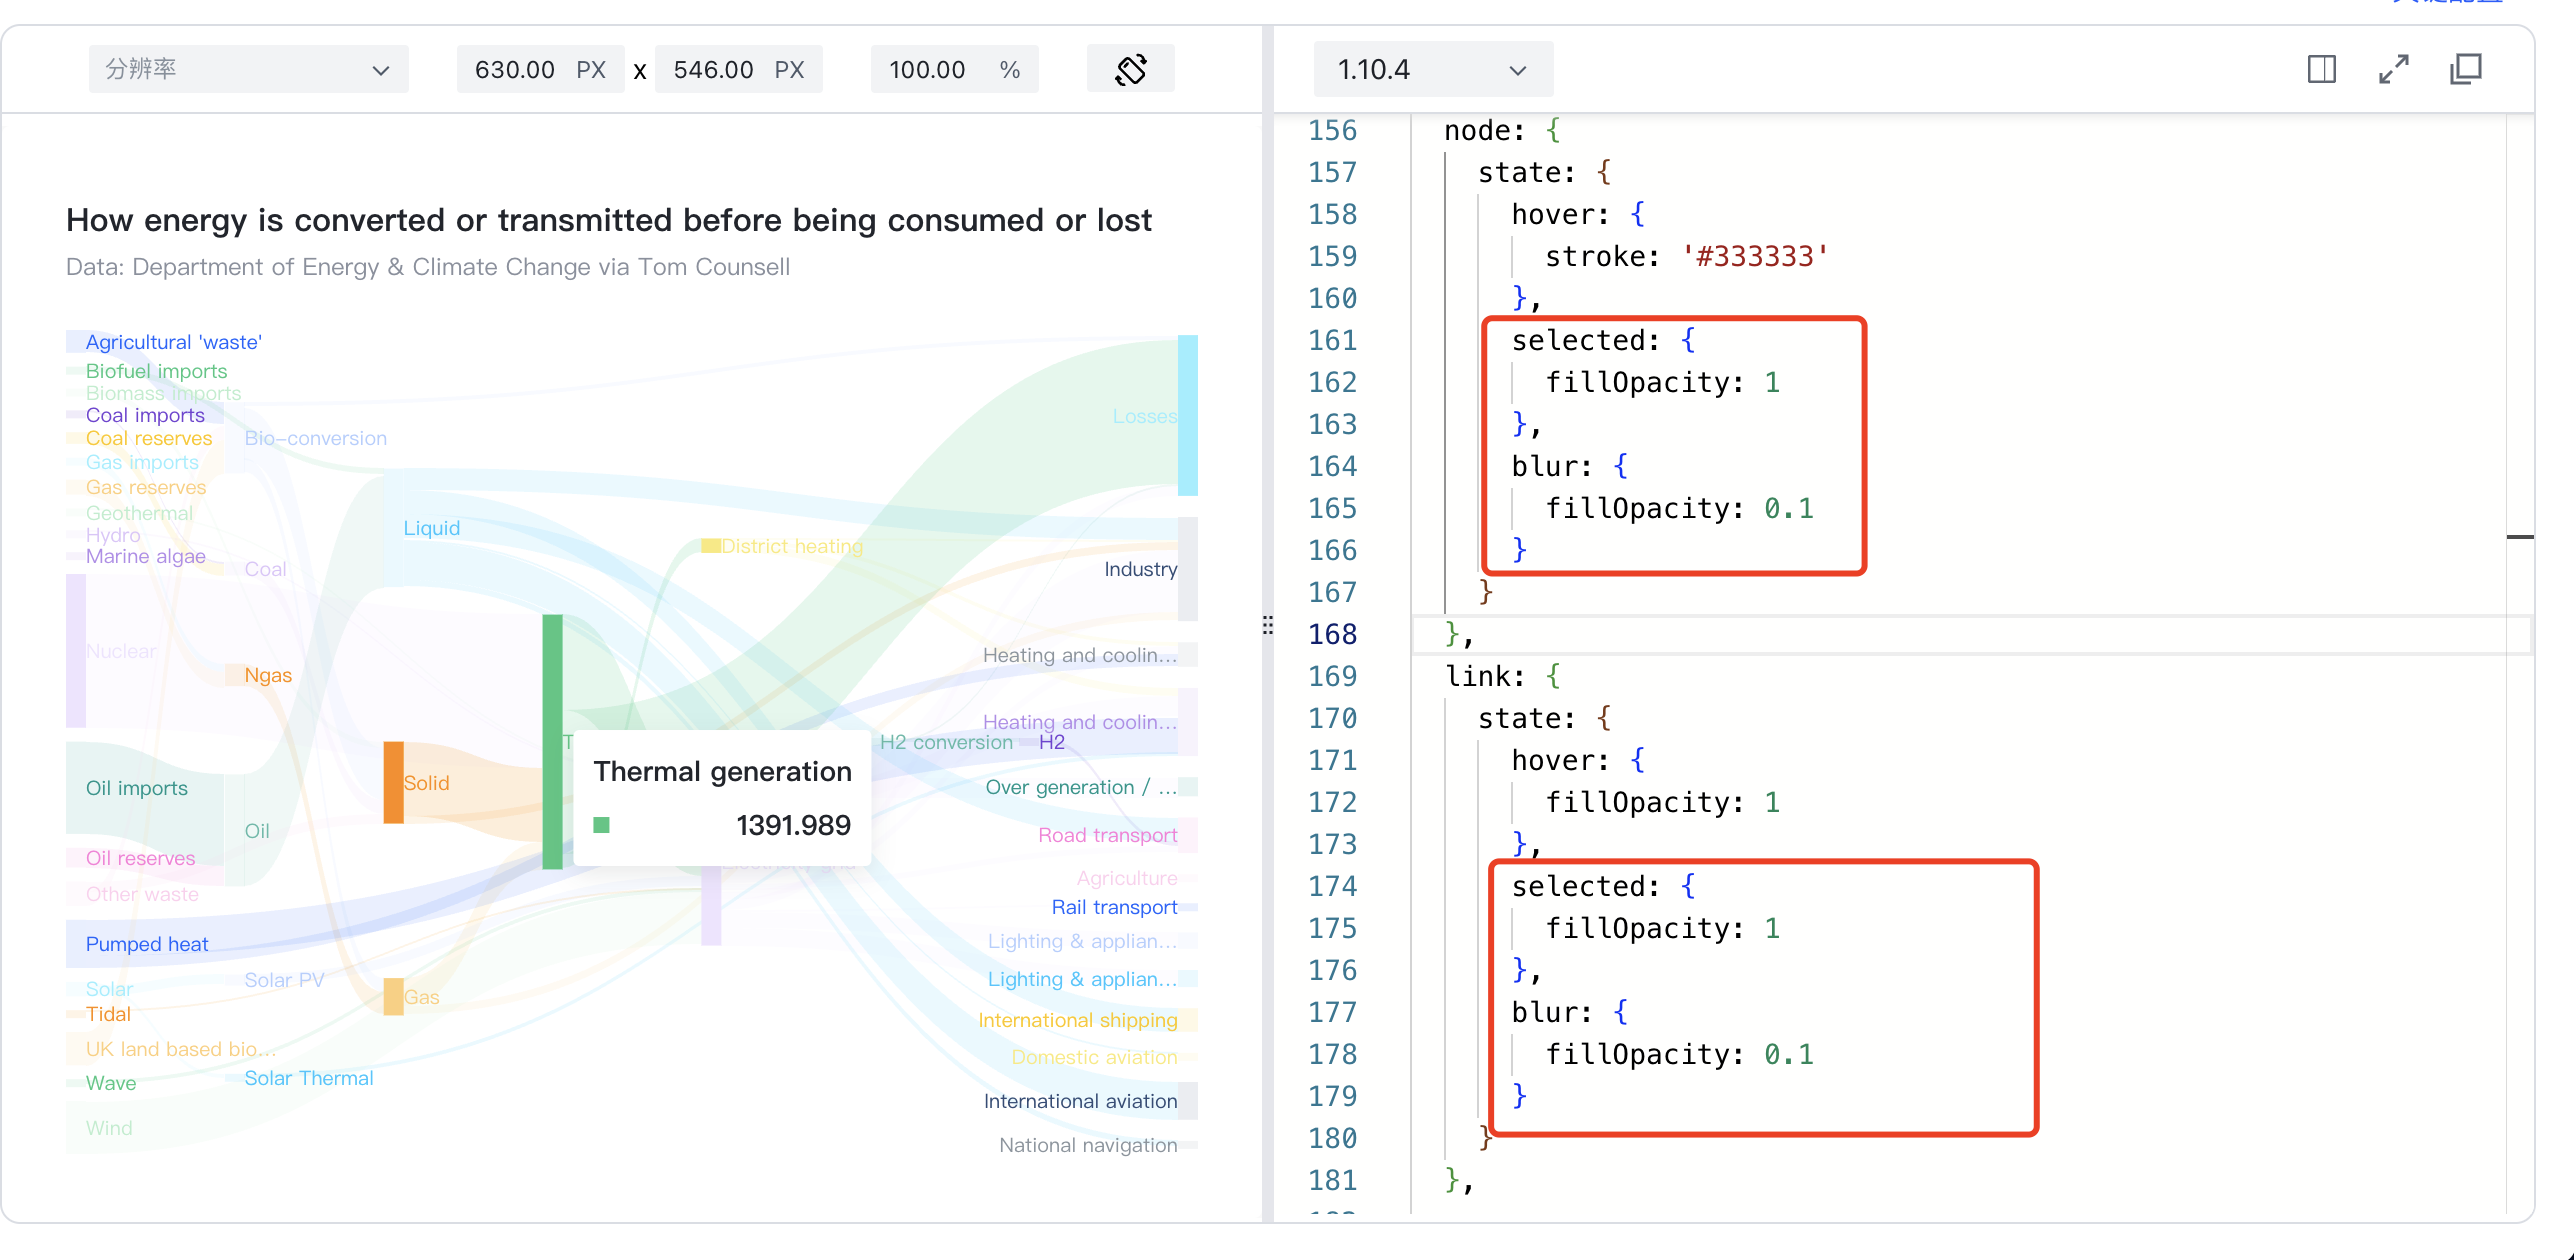 分辨率
630.00 PX x 546.00 PX
100.00 %
1.10.4
How energy is converted or transmitted before being consumed or lost
Data: Department of Energy & Climate Change via Tom Counsell
Agricultural 'waste'
Biofuel imports
Biomass imports
Coal imports
Coal reserves
Gas imports
Gas reserves
Geothermal
Hydro
Marine algae
Nuclear
Oil imports
Oil reserves
Other waste
Pumped heat
Solar
Tidal
UK land based bio...
Wave
Wind
Bio-conversion
Coal
Ngas
Oil
Solar PV
Solar Thermal
Liquid
Solid
Gas
T
Thermal generation
1391.989
District heating
H2 conversion
H2
Losses
Industry
Heating and coolin...
Heating and coolin...
Over generation / ...
Road transport
Agriculture
Rail transport
Lighting & applian...
Lighting & applian...
International shipping
Domestic aviation
International aviation
National navigation
156 node: {
157 state: {
158 hover: {
159 stroke: '#333333'
160 },
161 selected: {
162 fillOpacity: 1
163 },
164 blur: {
165 fillOpacity: 0.1
166 }
167 }
168 },
169 link: {
170 state: {
171 hover: {
172 fillOpacity: 1
173 },
174 selected: {
175 fillOpacity: 1
176 },
177 blur: {
178 fillOpacity: 0.1
179 }
180 }
181 },